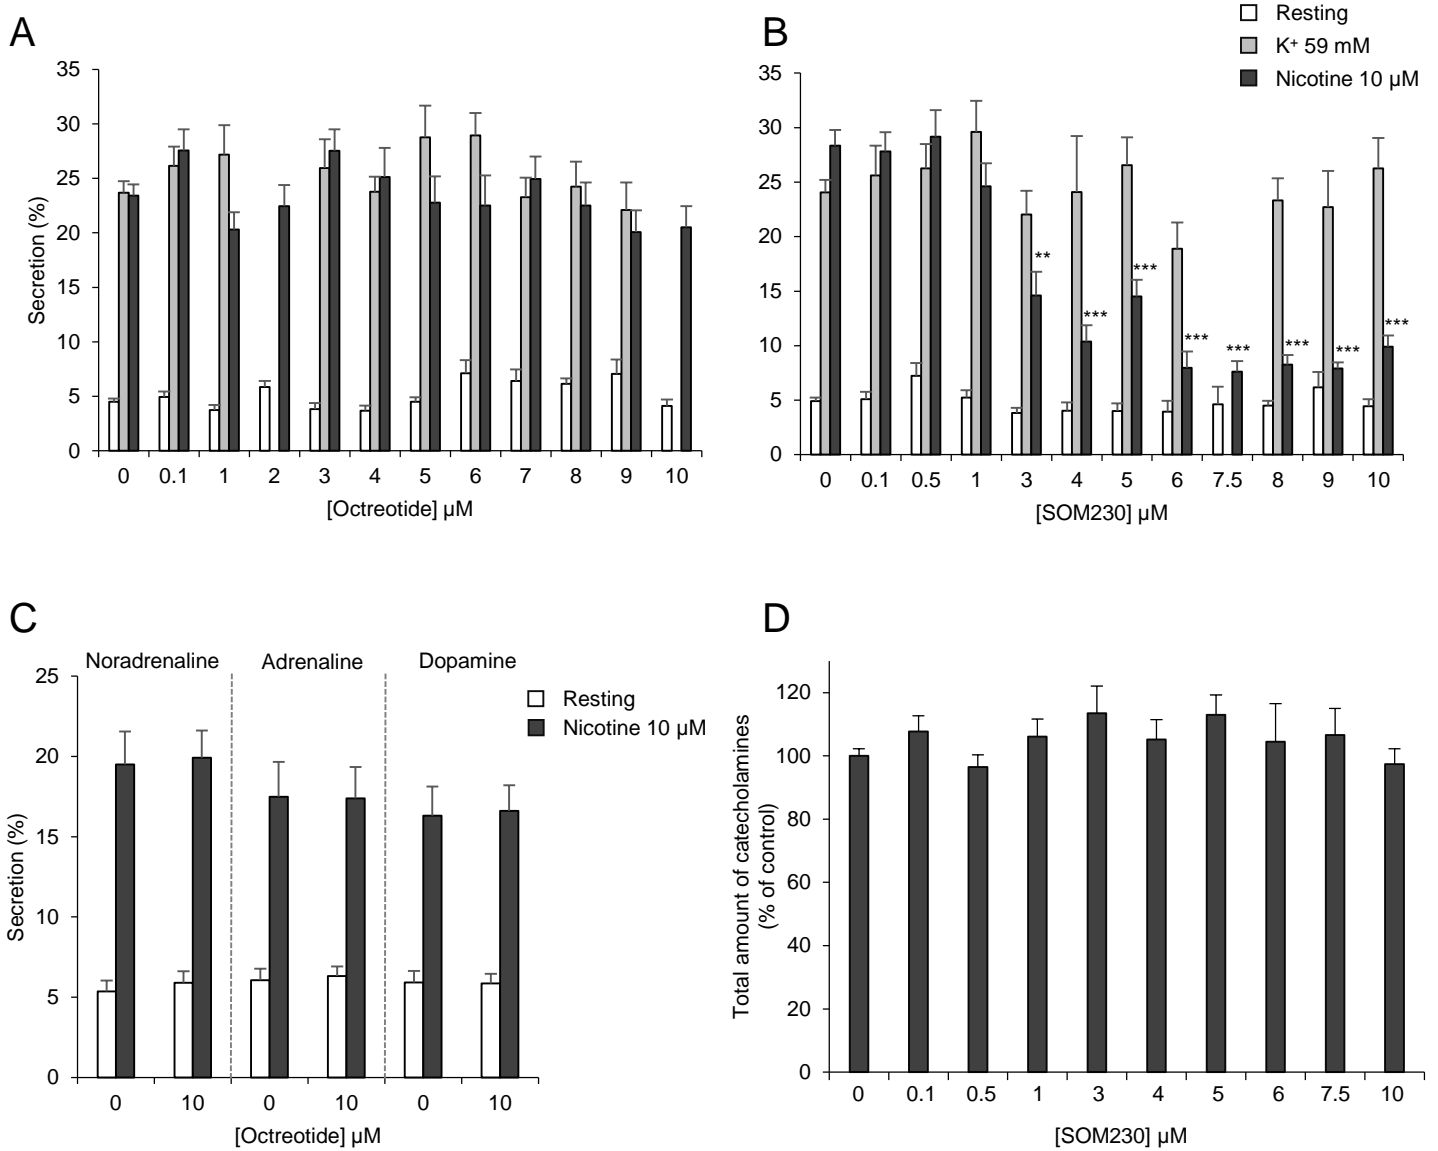 A
35
30
25
20
15
10
5
0
Secretion (%)
0 0.1 1 2 3 4 5 6 7 8 9 10
[Octreotide] µM
B
Resting
K⁺ 59 mM
Nicotine 10 µM
35
30
25
20
15
10
5
0
** *** *** *** *** *** *** ***
0 0.1 0.5 1 3 4 5 6 7.5 8 9 10
[SOM230] µM
C
Noradrenaline Adrenaline Dopamine
Resting
Nicotine 10 µM
25
20
15
10
5
0
Secretion (%)
0 10 0 10 0 10
[Octreotide] µM
D
120
100
80
60
40
20
0
Total amount of catecholamines
(% of control)
0 0.1 0.5 1 3 4 5 6 7.5 10
[SOM230] µM